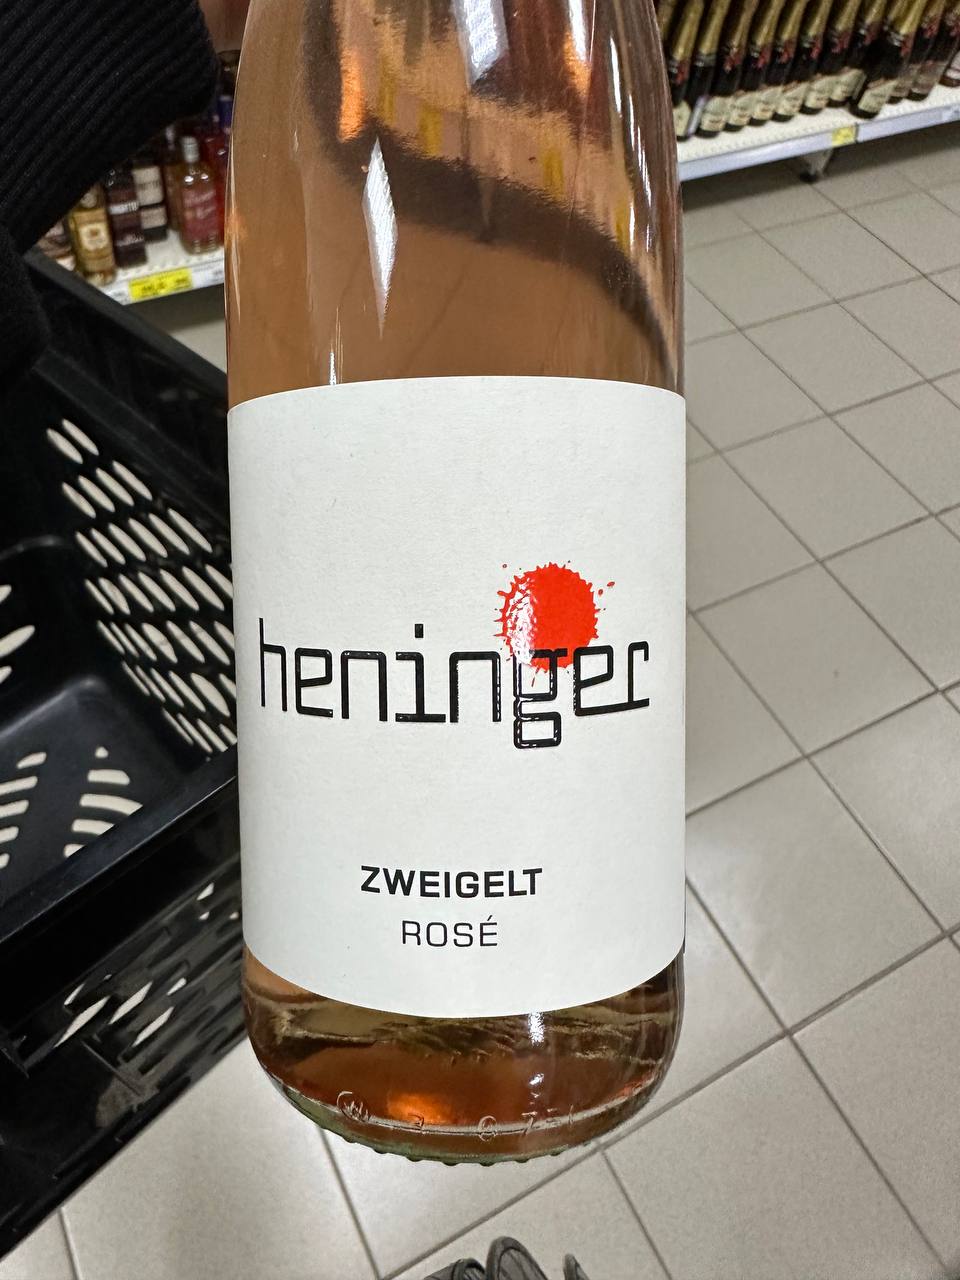 heninger
ZWEIGELT
ROSÉ